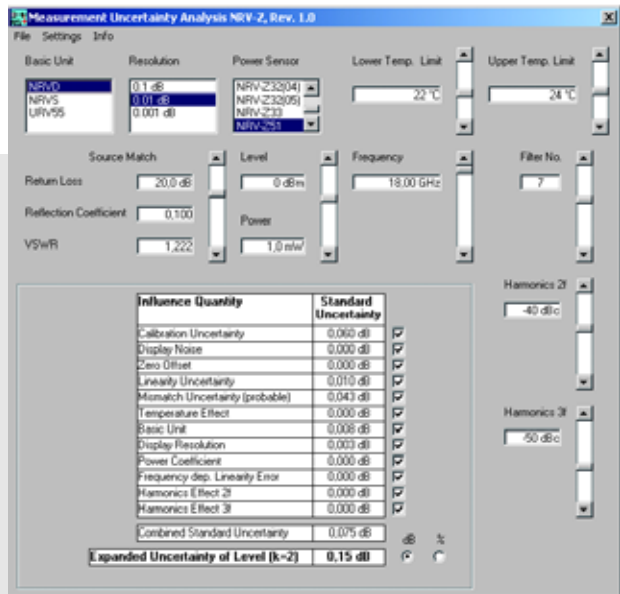 Measurement Uncertainty Analysis NRV-Z, Rev. 1.0
File Settings Info
Basic Unit Resolution Power Sensor Lower Temp. Limit Upper Temp. Limit
NRVD 0.1 dB NRV-Z32(04)
NRVS 0.01 dB NRV-Z32(05) 22 °C 24 °C
URV55 0.001 dB NRV-Z33
NRV-Z51
Source Match Level Frequency Filter No.
Return Loss 20,0 dB 0 dBm 18,00 GHz 7
Reflection Coefficient 0,100
Power
VSWR 1,222 1,0 mW
Harmonics 2f
-40 dBc
Influence Quantity Standard Uncertainty
Calibration Uncertainty 0,060 dB
Display Noise 0,000 dB
Zero Offset 0,000 dB
Linearity Uncertainty 0,010 dB
Mismatch Uncertainty (probable) 0,043 dB
Temperature Effect 0,000 dB
Basic Unit 0,008 dB
Display Resolution 0,003 dB
Power Coefficient 0,000 dB
Frequency dep. Linearity Error 0,000 dB
Harmonics Effect 2f 0,000 dB
Harmonics Effect 3f 0,000 dB
Harmonics 3f
-50 dBc
Combined Standard Uncertainty 0,075 dB
dB %
Expanded Uncertainty of Level (k=2) 0,15 dB